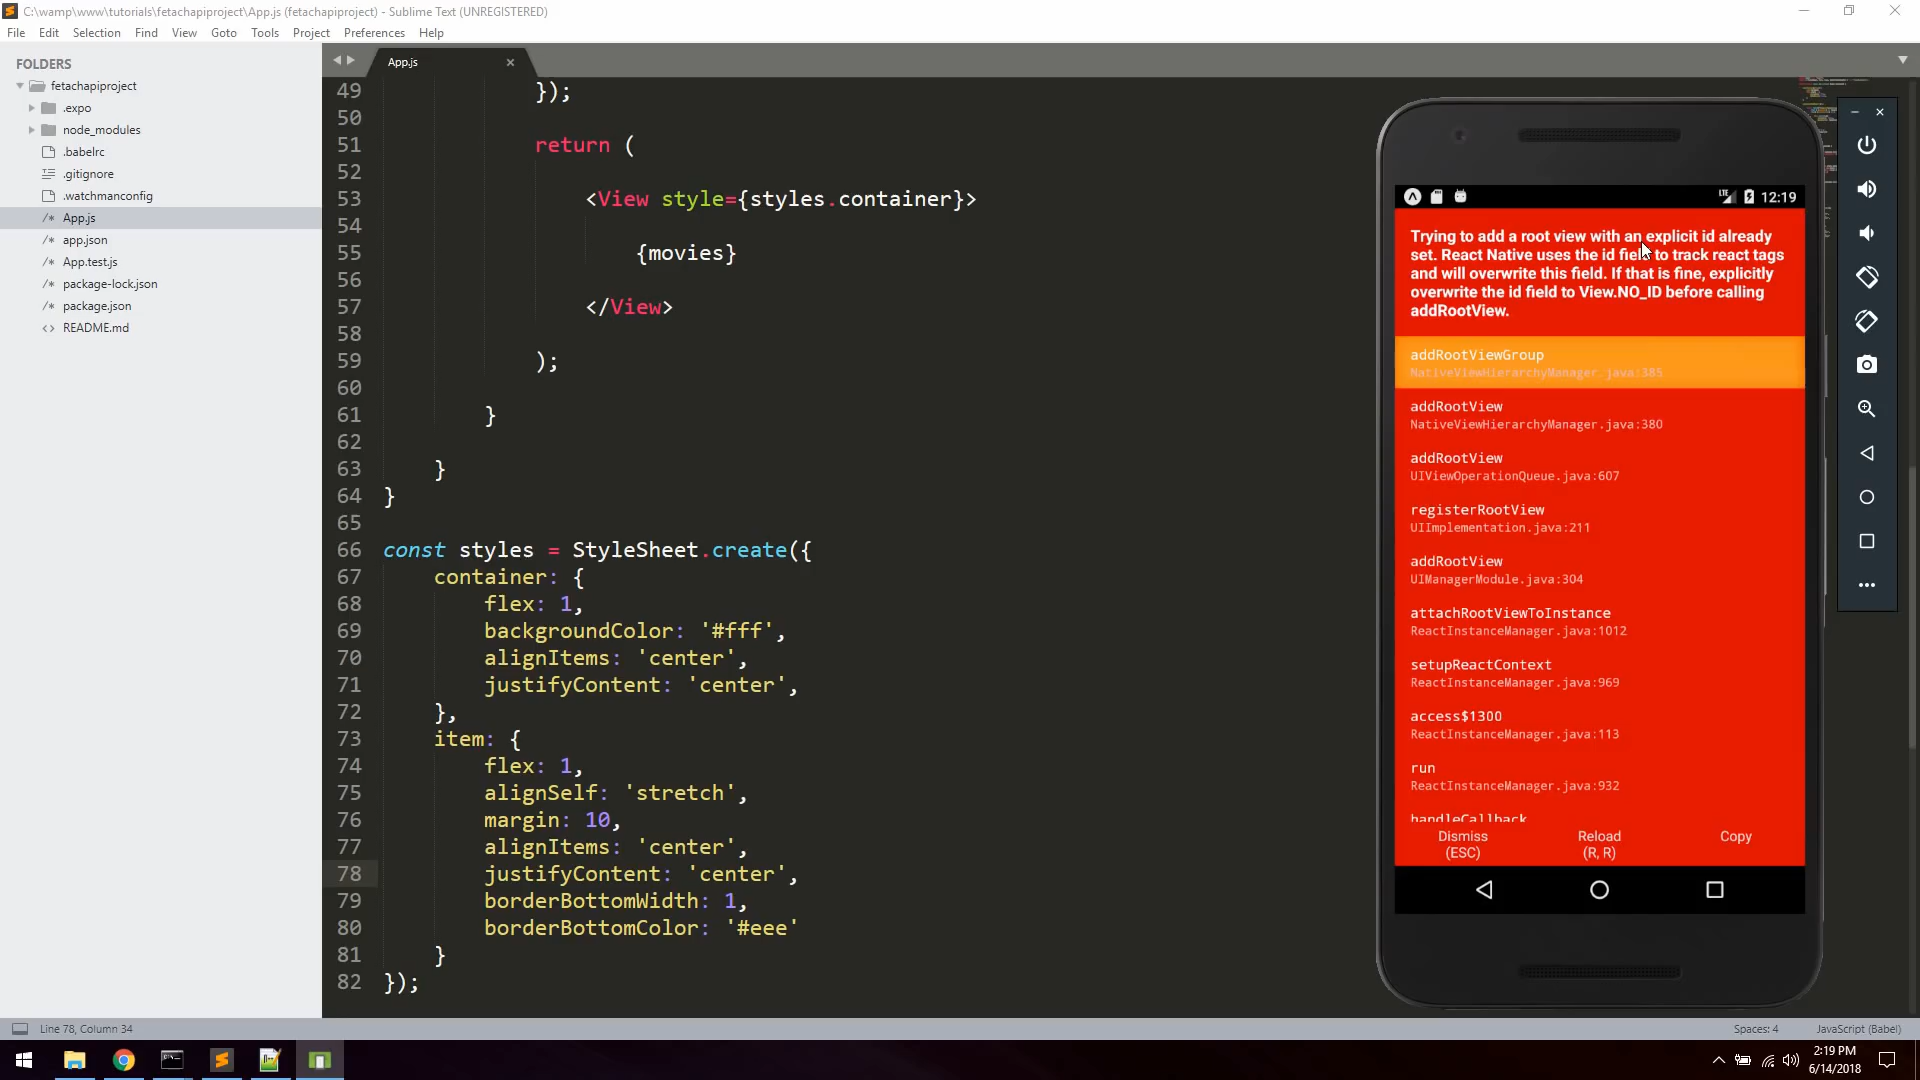 C:\wamp\www\tutorials\fetachapiproject\App.js (fetachapiproject) - Sublime Text (UNREGISTERED)
File Edit Selection Find View Goto Tools Project Preferences Help
FOLDERS
fetachapiproject
.expo
node_modules
.babelrc
.gitignore
.watchmanconfig
App.js
app.json
App.test.js
package-lock.json
package.json
README.md
App.js
49 });
50
51 return (
52
53 <View style={styles.container}>
54
55 {movies}
56
57 </View>
58
59 );
60
61 }
62
63 }
64 }
65
66 const styles = StyleSheet.create({
67 container: {
68 flex: 1,
69 backgroundColor: '#fff',
70 alignItems: 'center',
71 justifyContent: 'center',
72 },
73 item: {
74 flex: 1,
75 alignSelf: 'stretch',
76 margin: 10,
77 alignItems: 'center',
78 justifyContent: 'center',
79 borderBottomWidth: 1,
80 borderBottomColor: '#eee'
81 }
82 });
LTE 12:19
Trying to add a root view with an explicit id already
set. React Native uses the id field to track react tags
and will overwrite this field. If that is fine, explicitly
overwrite the id field to View.NO_ID before calling
addRootView.
addRootViewGroup
NativeViewHierarchyManager.java:385
addRootView
NativeViewHierarchyManager.java:380
addRootView
UIViewOperationQueue.java:607
registerRootView
UIImplementation.java:211
addRootView
UIManagerModule.java:304
attachRootViewToInstance
ReactInstanceManager.java:1012
setupReactContext
ReactInstanceManager.java:969
access$1300
ReactInstanceManager.java:113
run
ReactInstanceManager.java:932
handleCallback
Dismiss
(ESC)
Reload
(R, R)
Copy
Line 78, Column 34
Spaces: 4
JavaScript (Babel)
2:19 PM
6/14/2018